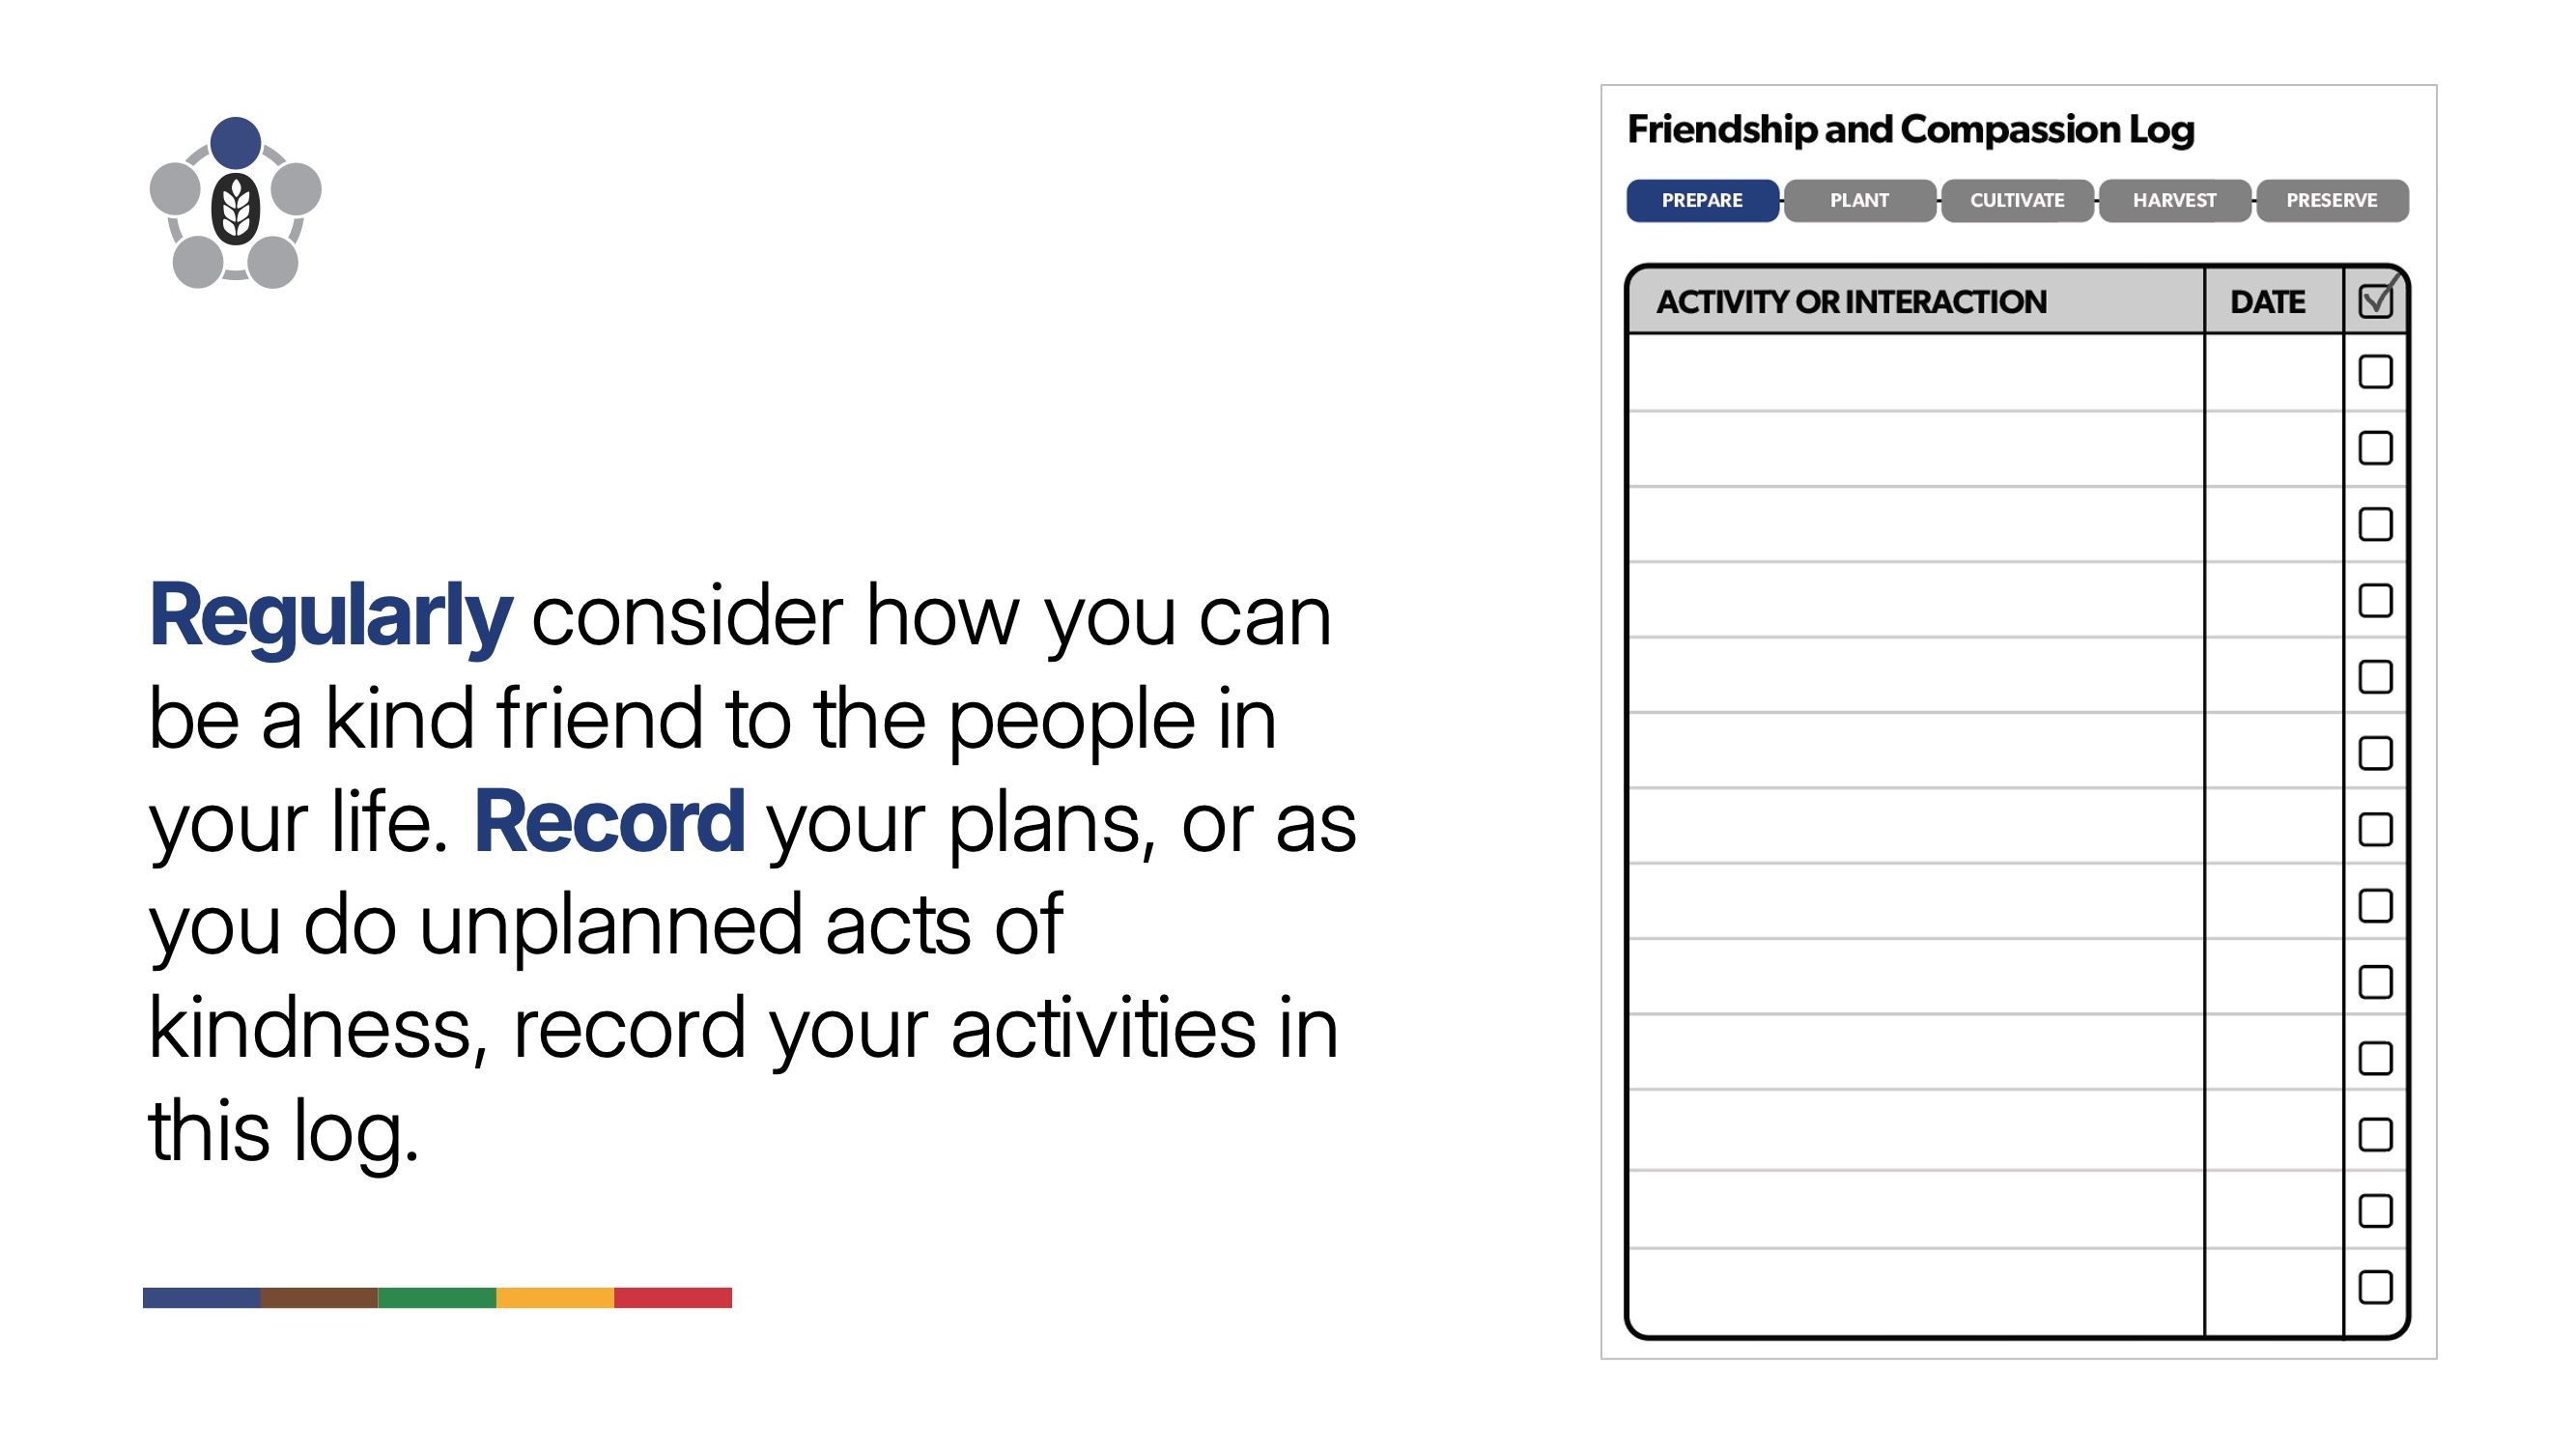 Regularly consider how you can
be a kind friend to the people in
your life. Record your plans, or as
you do unplanned acts of
kindness, record your activities in
this log.
Friendship and Compassion Log
PREPARE PLANT CULTIVATE HARVEST PRESERVE
ACTIVITY OR INTERACTION DATE